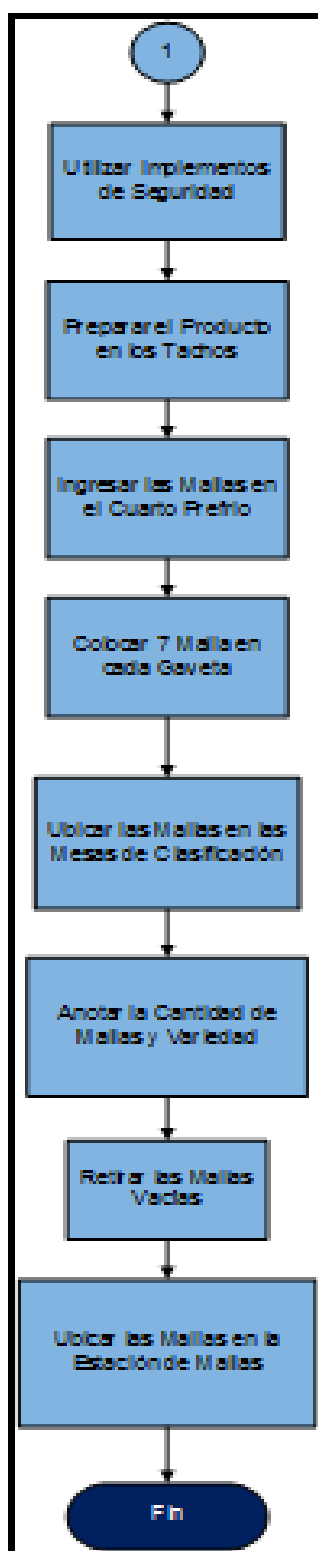 1
Utilizar Implementos
de Seguridad
Preparar el Producto
en los Tachos
Ingresar las Mallas en
el Cuarto Prefrio
Colocar 7 Malla en
cada Gaveta
Ubicar las Mallas en las
Mesas de Clasificación
Anotar la Cantidad de
Mallas y Variedad
Retirar las Mallas
Vacias
Ubicar las Mallas en la
Estación de Mallas
Fin